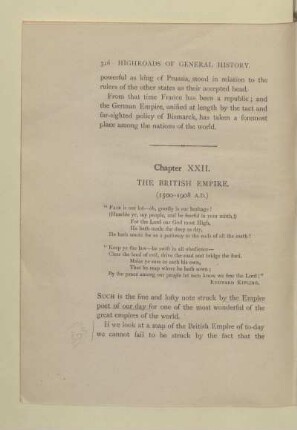 326 HIGHROADS OF GENERAL HISTORY.
powerful as king of Prussia, stood in relation to the
rulers of the other states as their accepted head.
From that time France has been a republic; and
the German Empire, unified at length by the tact and
far-sighted policy of Bismarck, has taken a foremost
place among the nations of the world.
Chapter XXII.
THE BRITISH EMPIRE.
(1500-1908 A.D.)
"Fair is our lot—oh, goodly is our heritage!
(Humble ye, my people, and be fearful in your mirth,)
For the Lord our God most High,
He hath made the deep as dry,
He hath smote for us a pathway to the ends of all the earth!
"Keep ye the law—be swift in all obedience—
Clear the land of evil, drive the road and bridge the ford.
Make ye sure to each his own,
That he reap where he hath sown;
By the peace among our people let men know we serve the Lord!"
RUDYARD KIPLING.
SUCH is the fine and lofty note struck by the Empire
poet of our day for one of the most wonderful of the
great empires of the world.
If we look at a map of the British Empire of to-day
we cannot fail to be struck by the fact that the